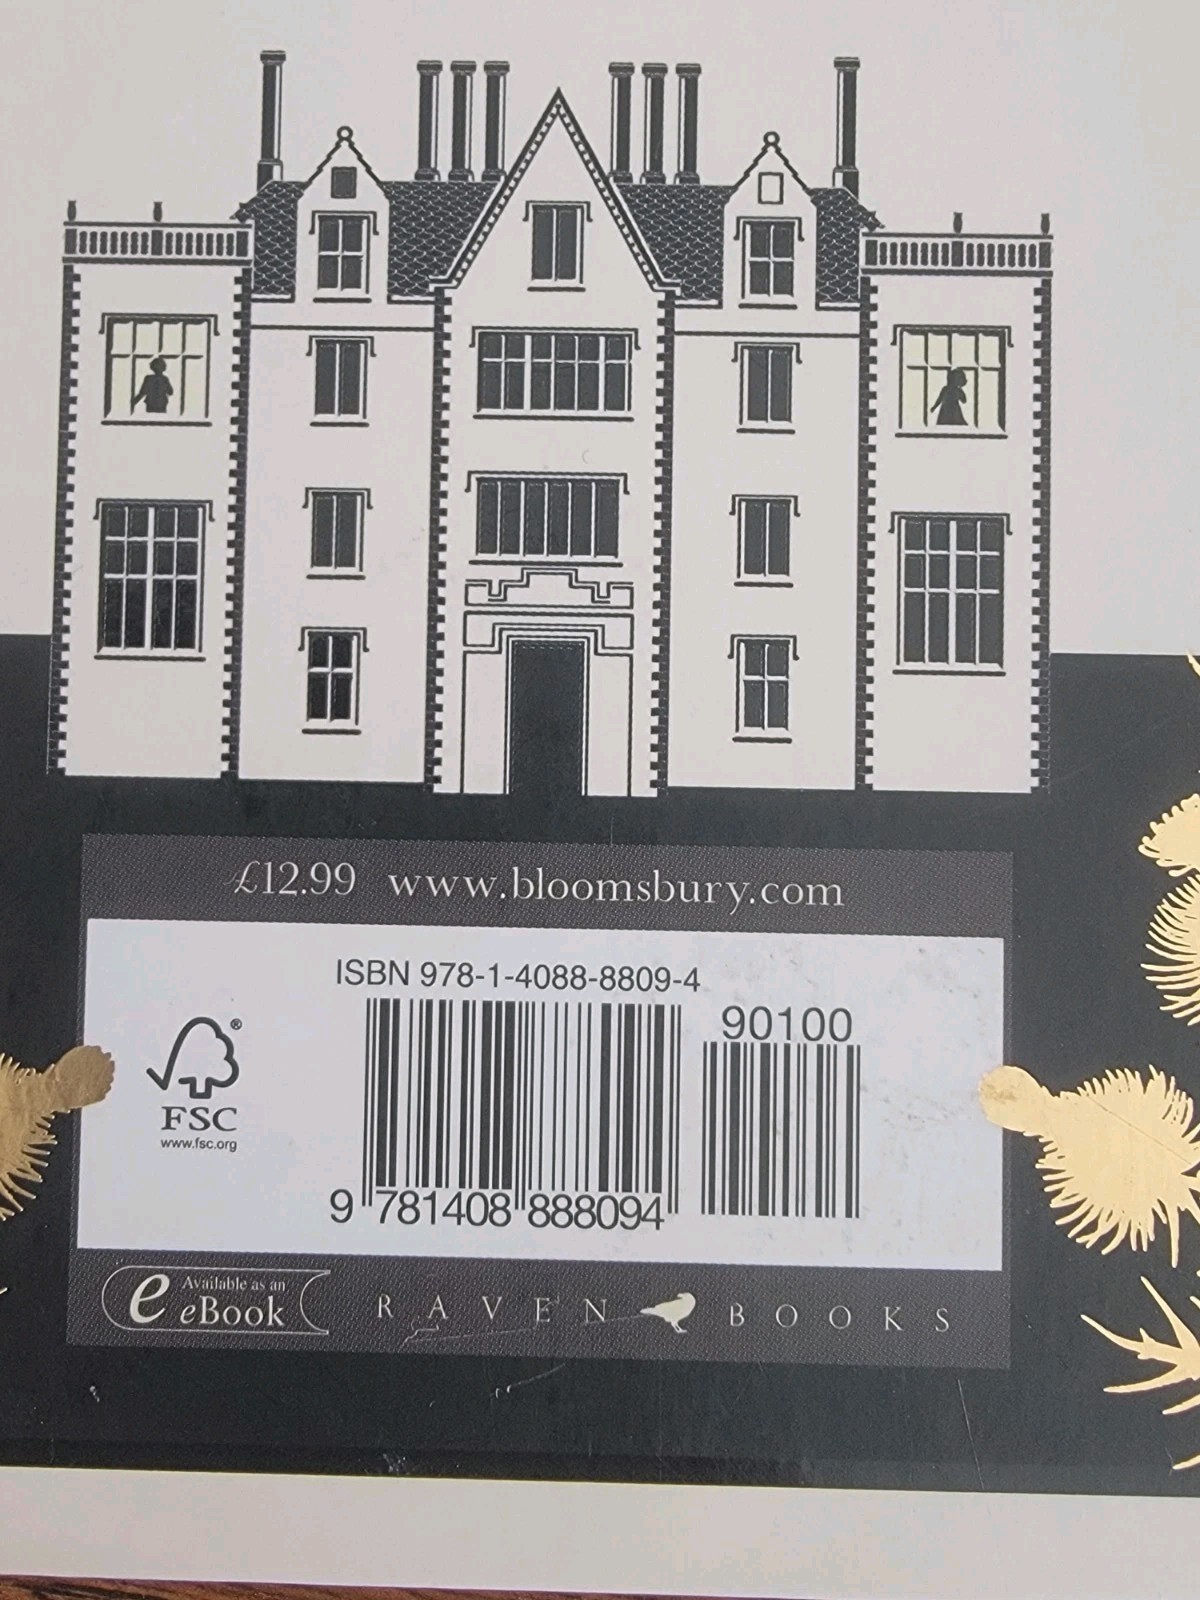 £12.99 www.bloomsbury.com
ISBN 978-1-4088-8809-4
90100
®
FSC
www.fsc.org
9 781408 888094
e Available as an
eBook
RAVEN BOOKS